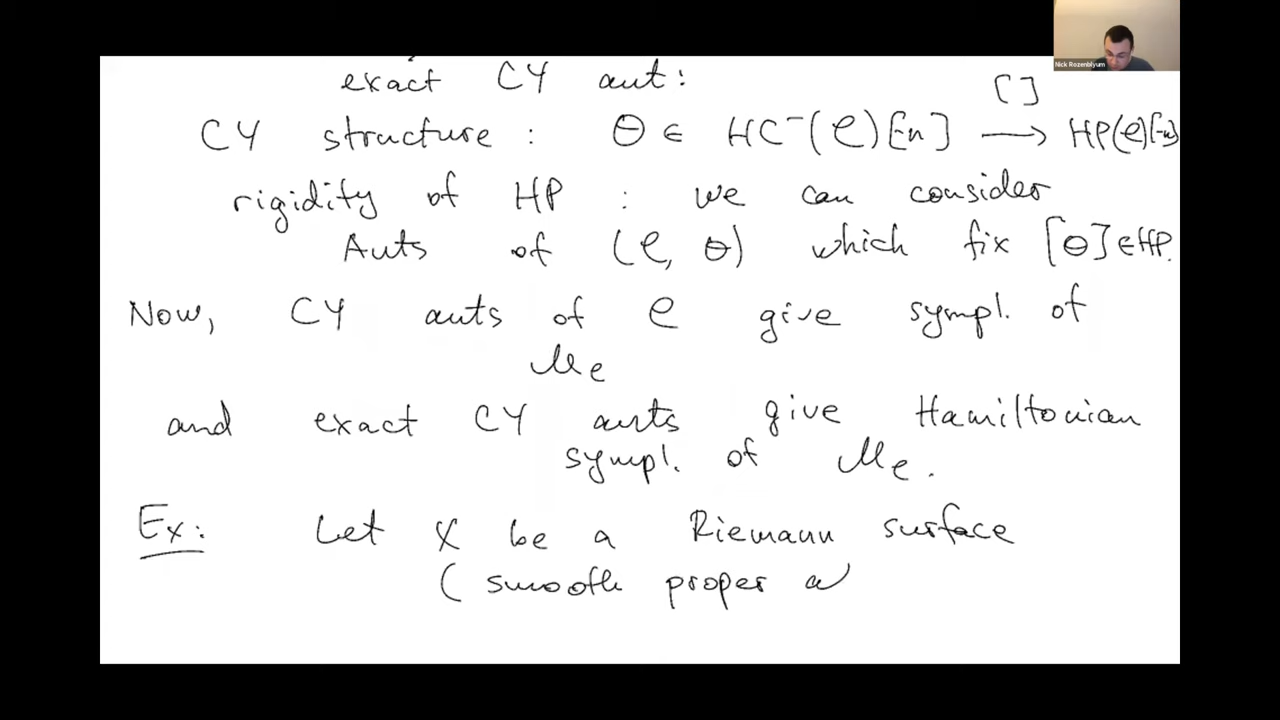 Nick Rozenblyum
exact CY aut:
CY structure: Θ ∈ HC⁻(𝒞)[-n] ⟶ HP(𝒞)[-n]
[ ]
rigidity of HP : we can consider
Auts of (𝒞, Θ) which fix [Θ] ∈ HP.
Now, CY auts of 𝒞 give sympl. of
ℳ_𝒞
and exact CY auts give Hamiltonian
sympl. of ℳ_𝒞.
Ex: Let X be a Riemann surface
( smooth proper